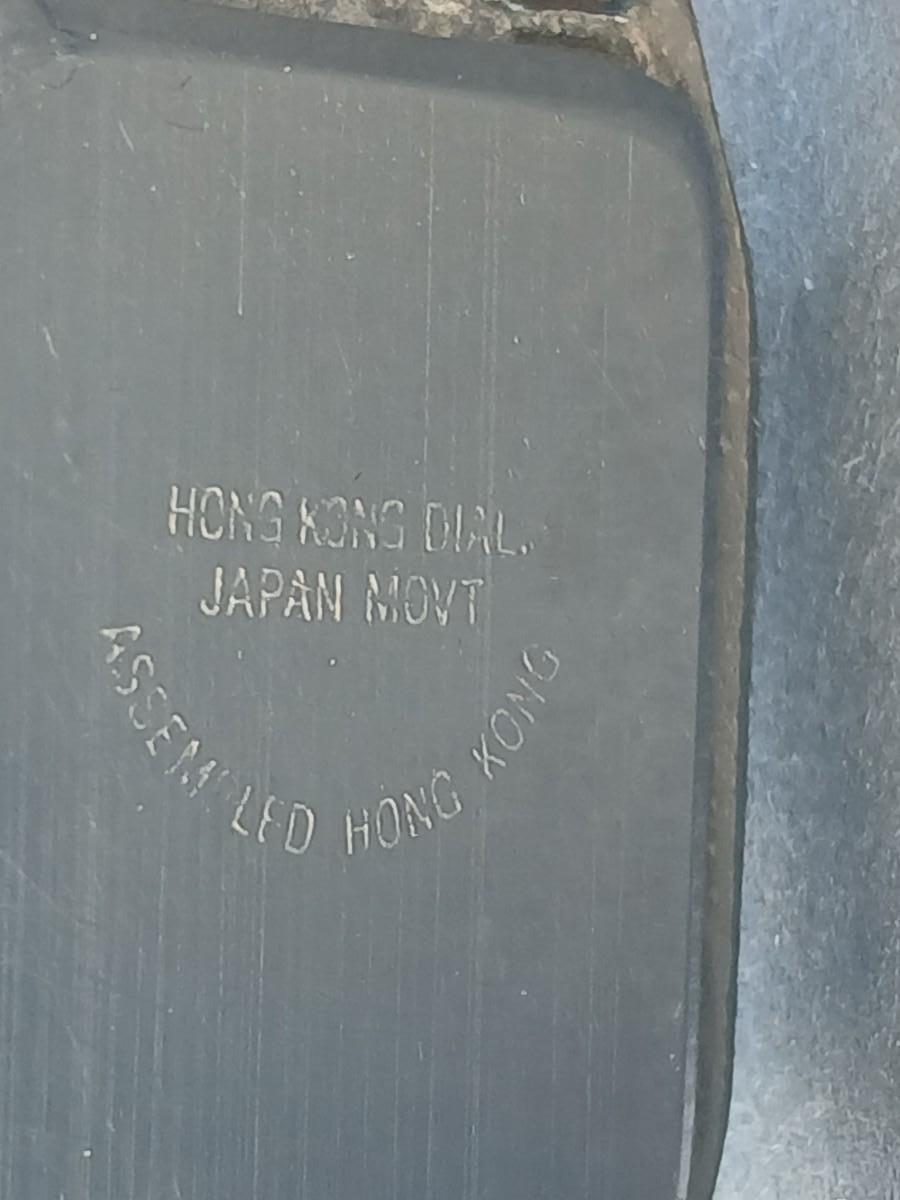 HONG KONG DIAL.
JAPAN MOVT
ASSEMBLED HONG KONG